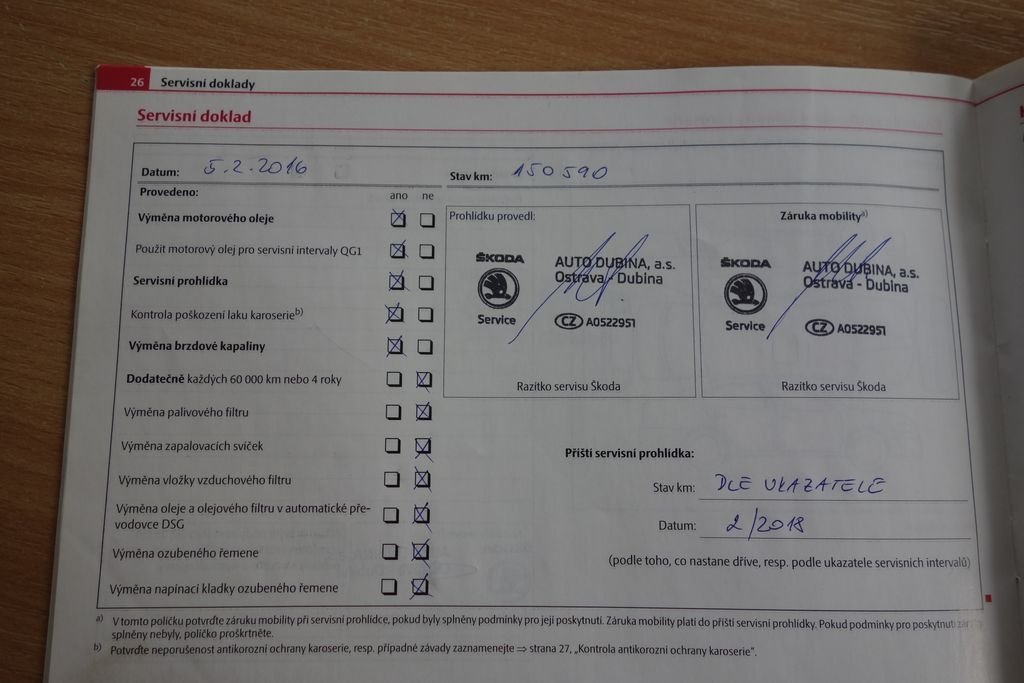 26 Servisní doklady
Servisní doklad
Datum: 5.2.2016
Stav km: 150 590
Provedeno: ano ne
Výměna motorového oleje
Použit motorový olej pro servisní intervaly QG1
Servisní prohlídka
Kontrola poškození laku karoserie b)
Výměna brzdové kapaliny
Dodatečně každých 60 000 km nebo 4 roky
Výměna palivového filtru
Výměna zapalovacích svíček
Výměna vložky vzduchového filtru
Výměna oleje a olejového filtru v automatické pře-
vodovce DSG
Výměna ozubeného řemene
Výměna napínací kladky ozubeného řemene
Prohlídku provedl:
ŠKODA
Service
AUTO DUBINA, a.s.
Ostrava - Dubina
CZ A0522951
Razítko servisu Škoda
Záruka mobility a)
ŠKODA
Service
AUTO DUBINA, a.s.
Ostrava - Dubina
CZ A0522951
Razítko servisu Škoda
Příští servisní prohlídka:
Stav km: DLE UKAZATELE
Datum: 2/2018
(podle toho, co nastane dříve, resp. podle ukazatele servisních intervalů)
a) V tomto políčku potvrďte záruku mobility při servisní prohlídce, pokud byly splněny podmínky pro její poskytnutí. Záruka mobility platí do příští servisní prohlídky. Pokud podmínky pro poskytnutí
splněny nebyly, políčko proškrtněte.
b) Potvrďte neporušenost antikorozní ochrany karoserie, resp. případné závady zaznamenejte ⇒ strana 27, „Kontrola antikorozní ochrany karoserie“.